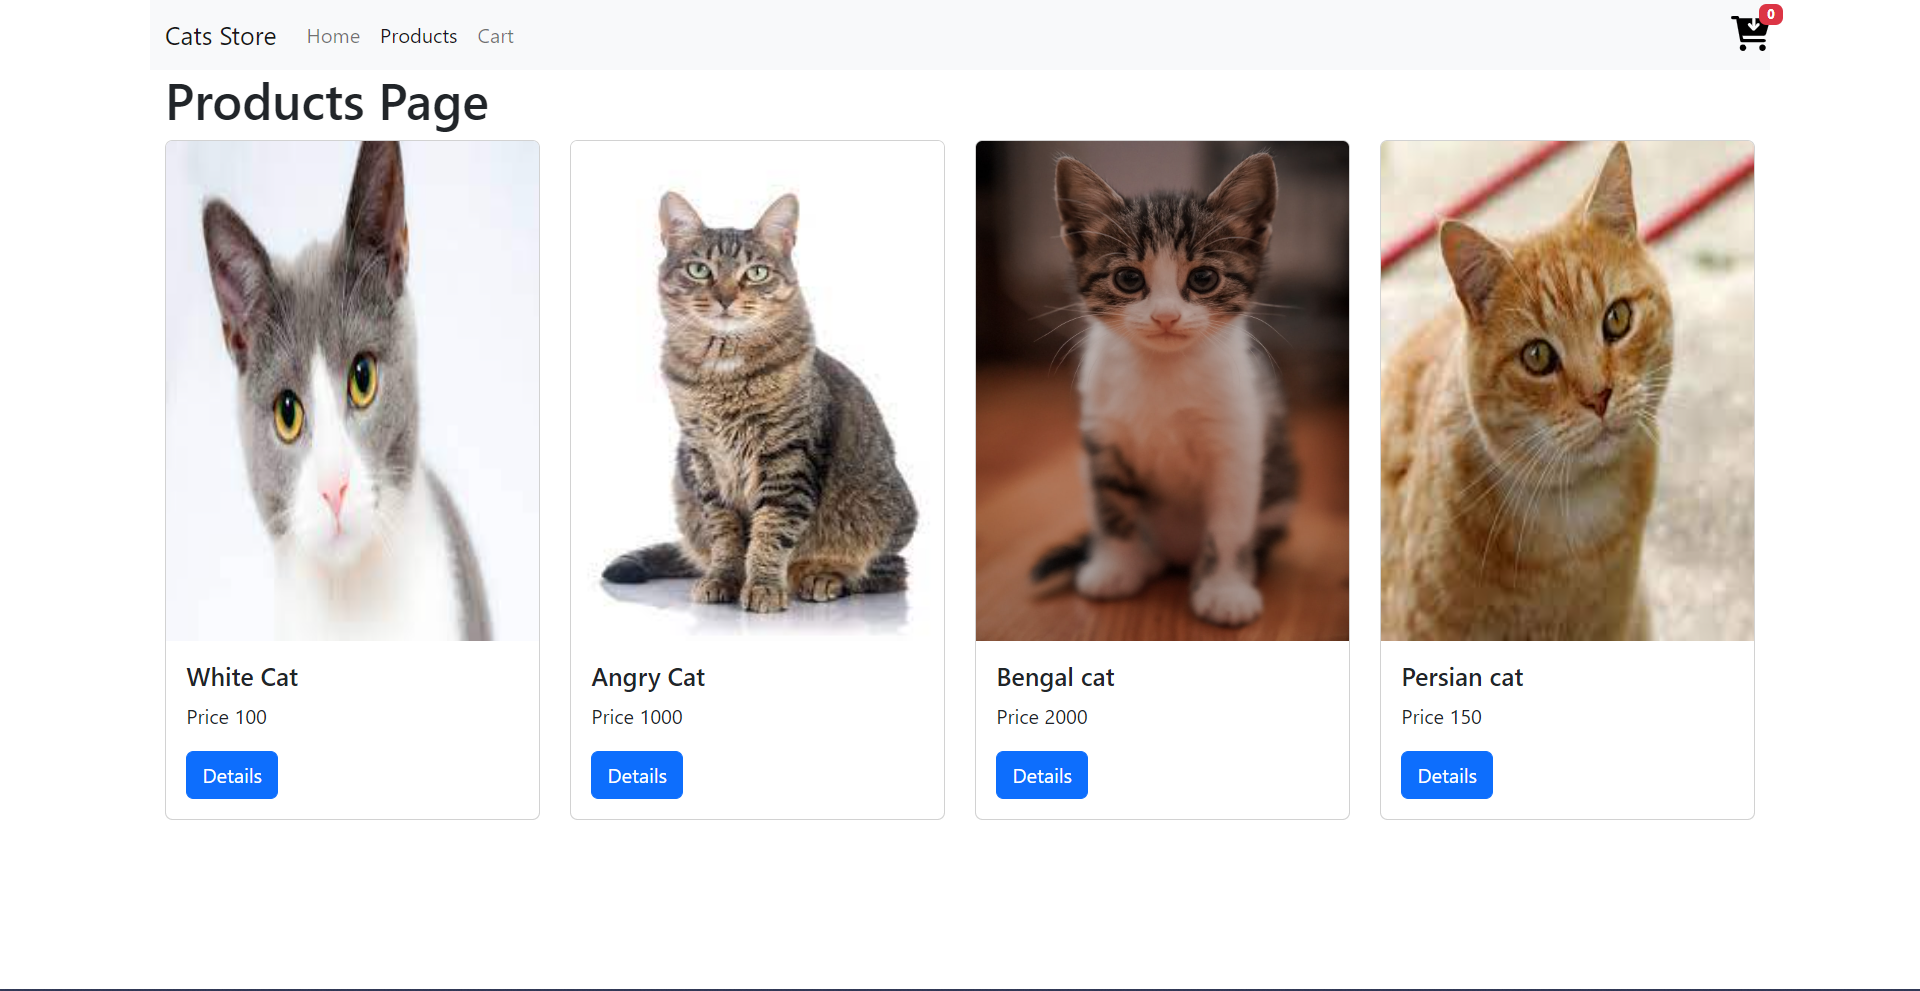 Cats Store Home Products Cart 0
Products Page
White Cat Angry Cat Bengal cat Persian cat
Price 100 Price 1000 Price 2000 Price 150
Details Details Details Details